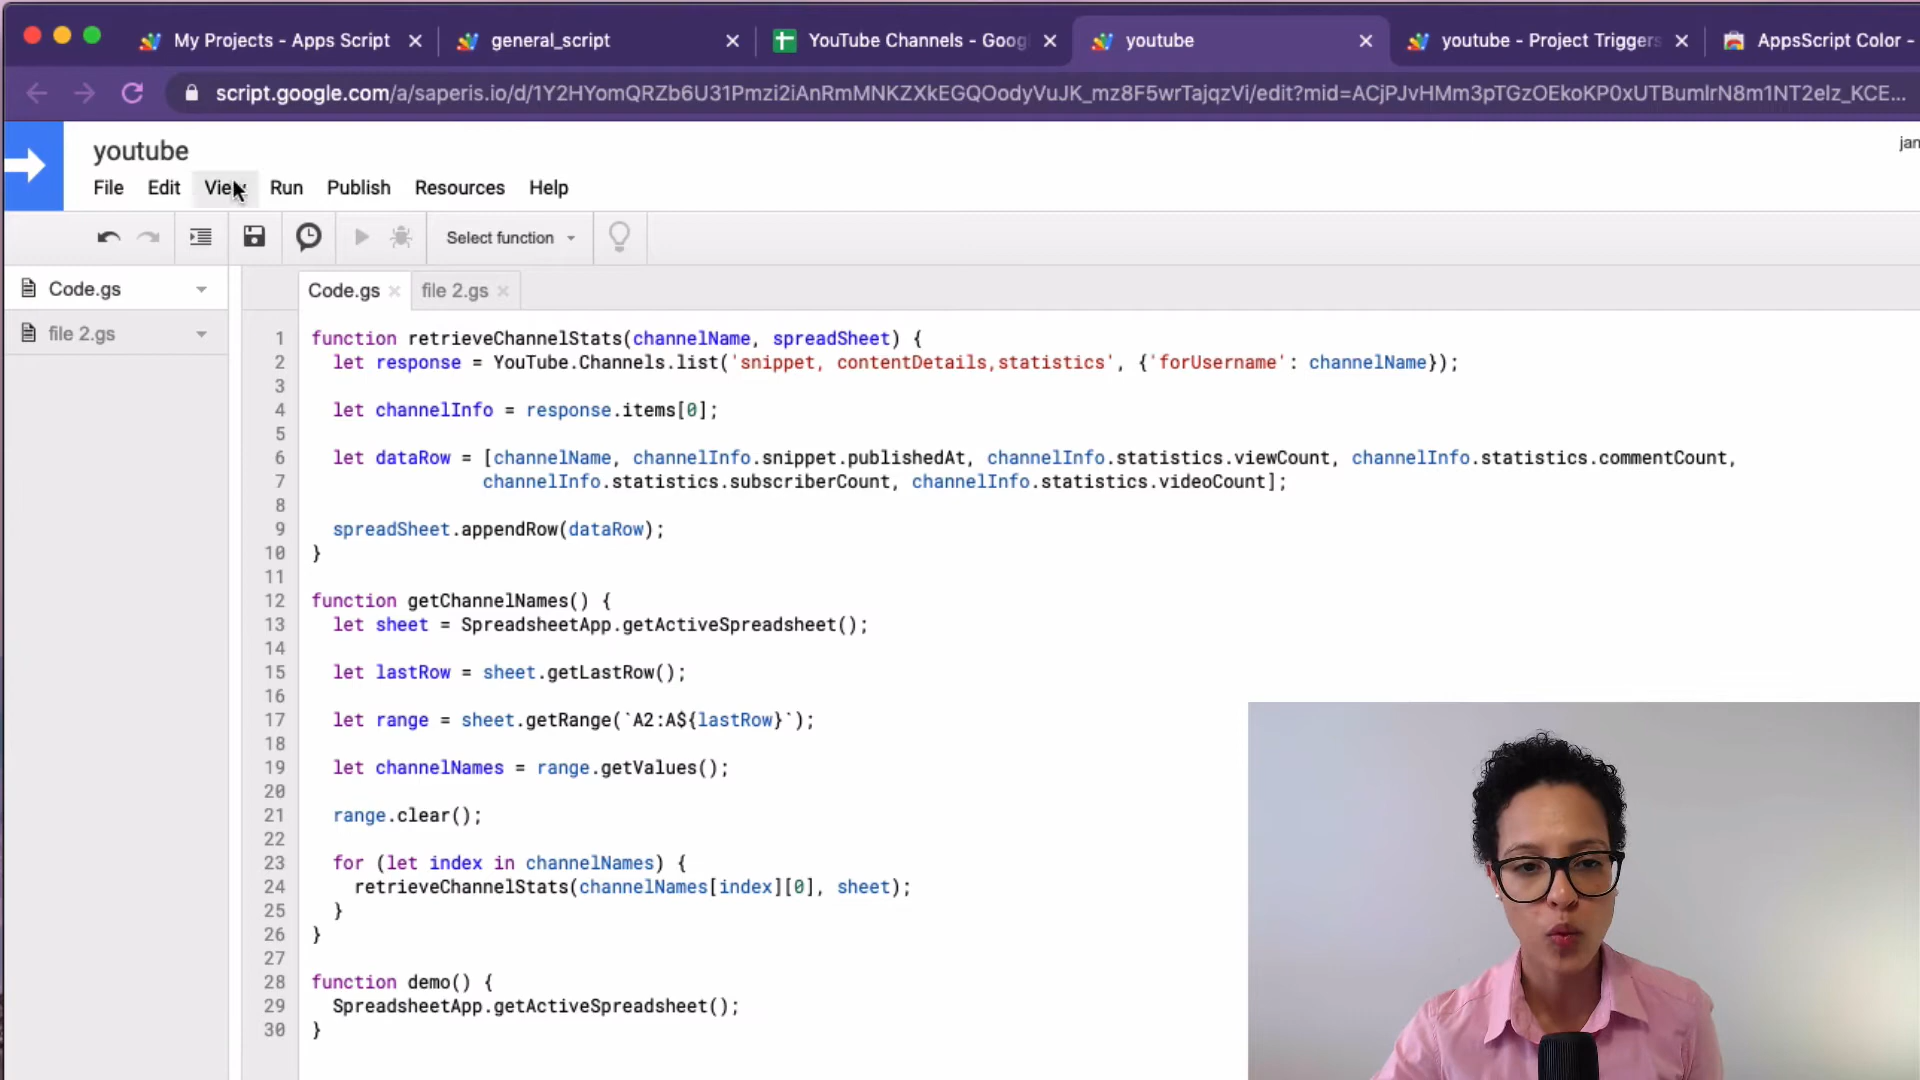 My Projects - Apps Script
general_script
YouTube Channels - Goog
youtube
youtube - Project Triggers
AppsScript Color -
script.google.com/a/saperis.io/d/1Y2HYomQRZb6U31Pmzi2iAnRmMNKZXkEGQOodyVuJK_mz8F5wrTajqzVi/edit?mid=ACjPJvHMm3pTGzOEkoKP0xUTBumlrN8m1NT2elz_KCE...
youtube
jan
File Edit View Run Publish Resources Help
Select function
Code.gs
file 2.gs
Code.gs file 2.gs
1 function retrieveChannelStats(channelName, spreadSheet) {
2 let response = YouTube.Channels.list('snippet, contentDetails,statistics', {'forUsername': channelName});
3
4 let channelInfo = response.items[0];
5
6 let dataRow = [channelName, channelInfo.snippet.publishedAt, channelInfo.statistics.viewCount, channelInfo.statistics.commentCount,
7 channelInfo.statistics.subscriberCount, channelInfo.statistics.videoCount];
8
9 spreadSheet.appendRow(dataRow);
10 }
11
12 function getChannelNames() {
13 let sheet = SpreadsheetApp.getActiveSpreadsheet();
14
15 let lastRow = sheet.getLastRow();
16
17 let range = sheet.getRange(`A2:A${lastRow}`);
18
19 let channelNames = range.getValues();
20
21 range.clear();
22
23 for (let index in channelNames) {
24 retrieveChannelStats(channelNames[index][0], sheet);
25 }
26 }
27
28 function demo() {
29 SpreadsheetApp.getActiveSpreadsheet();
30 }